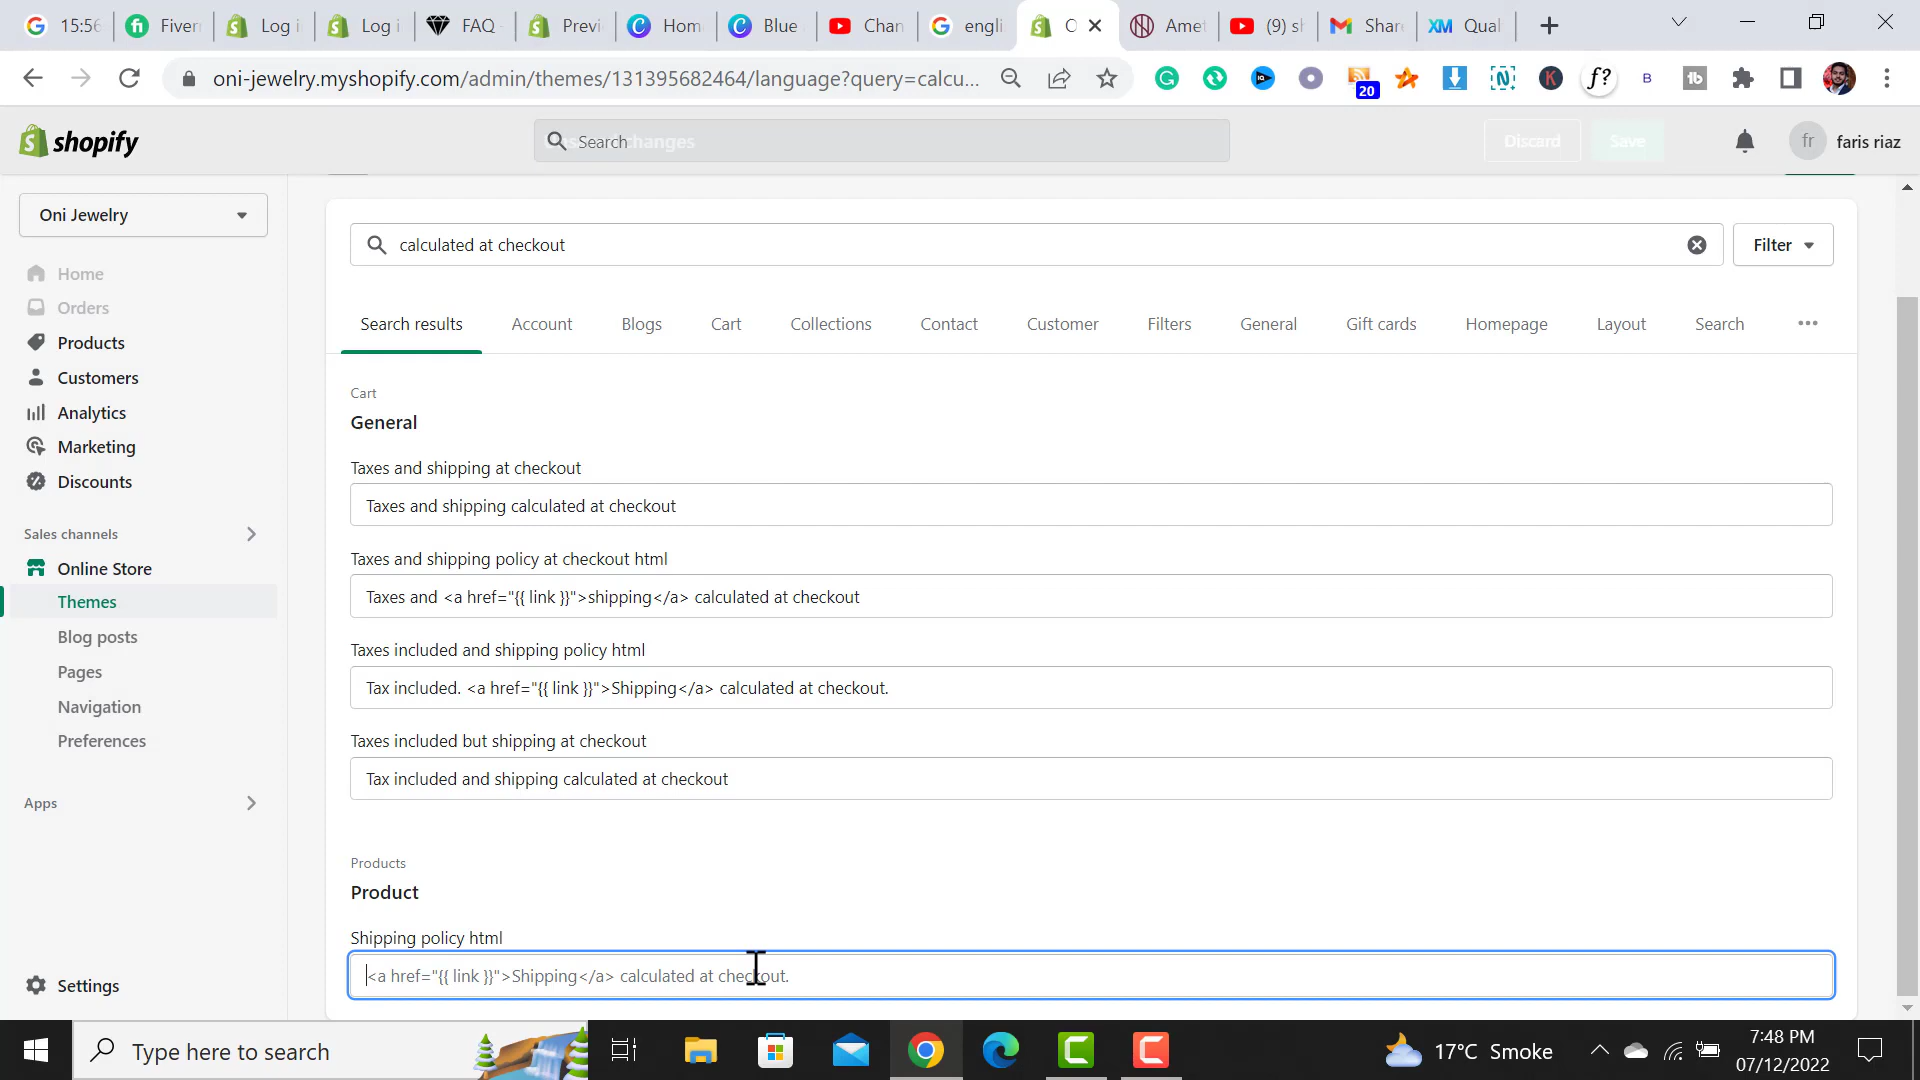 15:56
Fiver
Log i
Log i
FAQ
Previ
Hom
Blue
Chan
engli
O
Amet
(9) sh
Share
XM Qual
oni-jewelry.myshopify.com/admin/themes/131395682464/language?query=calcu...
20
f?
B
shopify
Search
changes
Discard
Save
fr
faris riaz
Oni Jewelry
Home
Orders
Products
Customers
Analytics
Marketing
Discounts
Sales channels
Online Store
Themes
Blog posts
Pages
Navigation
Preferences
Apps
Settings
calculated at checkout
Filter
Search results
Account
Blogs
Cart
Collections
Contact
Customer
Filters
General
Gift cards
Homepage
Layout
Search
Cart
General
Taxes and shipping at checkout
Taxes and shipping calculated at checkout
Taxes and shipping policy at checkout html
Taxes and <a href="{{ link }}">shipping</a> calculated at checkout
Taxes included and shipping policy html
Tax included. <a href="{{ link }}">Shipping</a> calculated at checkout.
Taxes included but shipping at checkout
Tax included and shipping calculated at checkout
Products
Product
Shipping policy html
<a href="{{ link }}">Shipping</a> calculated at checkout.
Type here to search
17°C Smoke
7:48 PM
07/12/2022